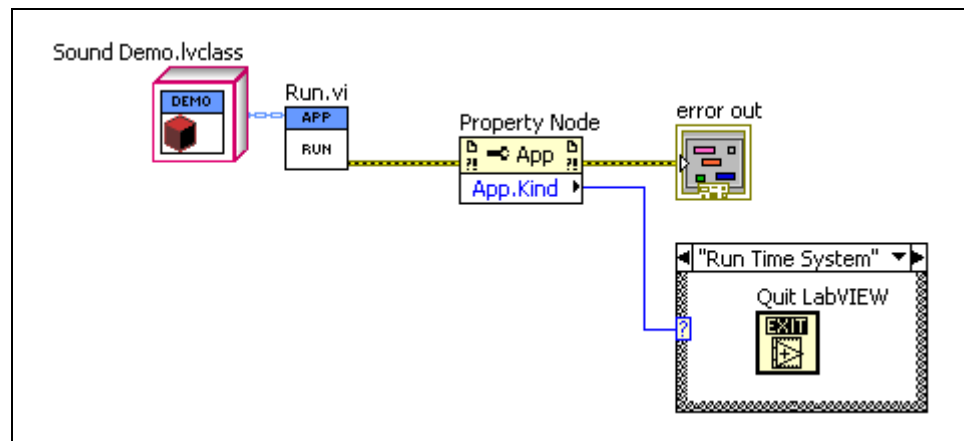 Sound Demo.lvclass
DEMO
Run.vi
APP
RUN
Property Node
?! App ?!
App.Kind
error out
"Run Time System"
?
Quit LabVIEW
EXIT